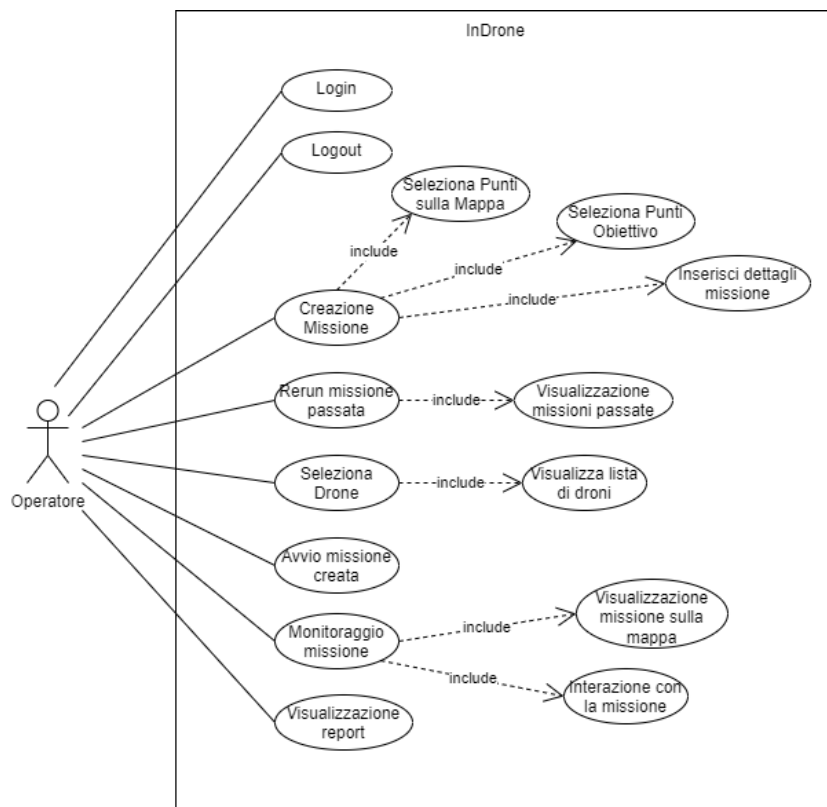 InDrone
Login
Logout
Seleziona Punti
sulla Mappa
Seleziona Punti
Obiettivo
include
include
Inserisci dettagli
missione
include
Creazione
Missione
Rerun missione
passata
include
Visualizzazione
missioni passate
Seleziona
Drone
include
Visualizza lista
di droni
Operatore
Avvio missione
creata
Monitoraggio
missione
include
Visualizzazione
missione sulla
mappa
include
Interazione con
la missione
Visualizzazione
report